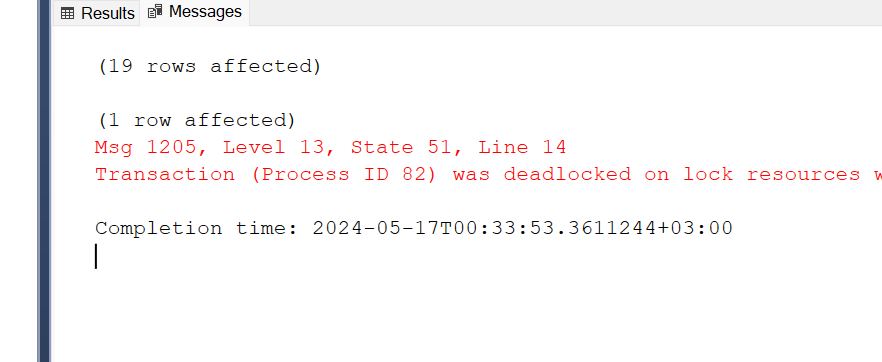 Results Messages
(19 rows affected)
(1 row affected)
Msg 1205, Level 13, State 51, Line 14
Transaction (Process ID 82) was deadlocked on lock resources
Completion time: 2024-05-17T00:33:53.3611244+03:00